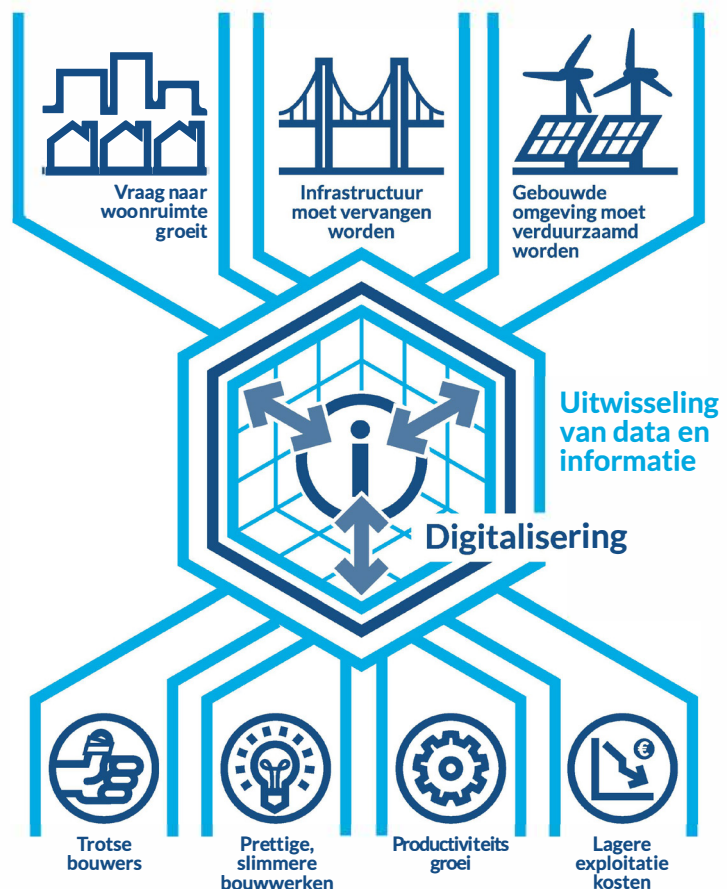 Vraag naar
woonruimte
groeit
Infrastructuur
moet vervangen
worden
Gebouwde
omgeving moet
verduurzaamd
worden
Uitwisseling
van data en
informatie
i
Digitalisering
€
Trotse
bouwers
Prettige,
slimmere
bouwwerken
Productiviteits
groei
Lagere
exploitatie
kosten